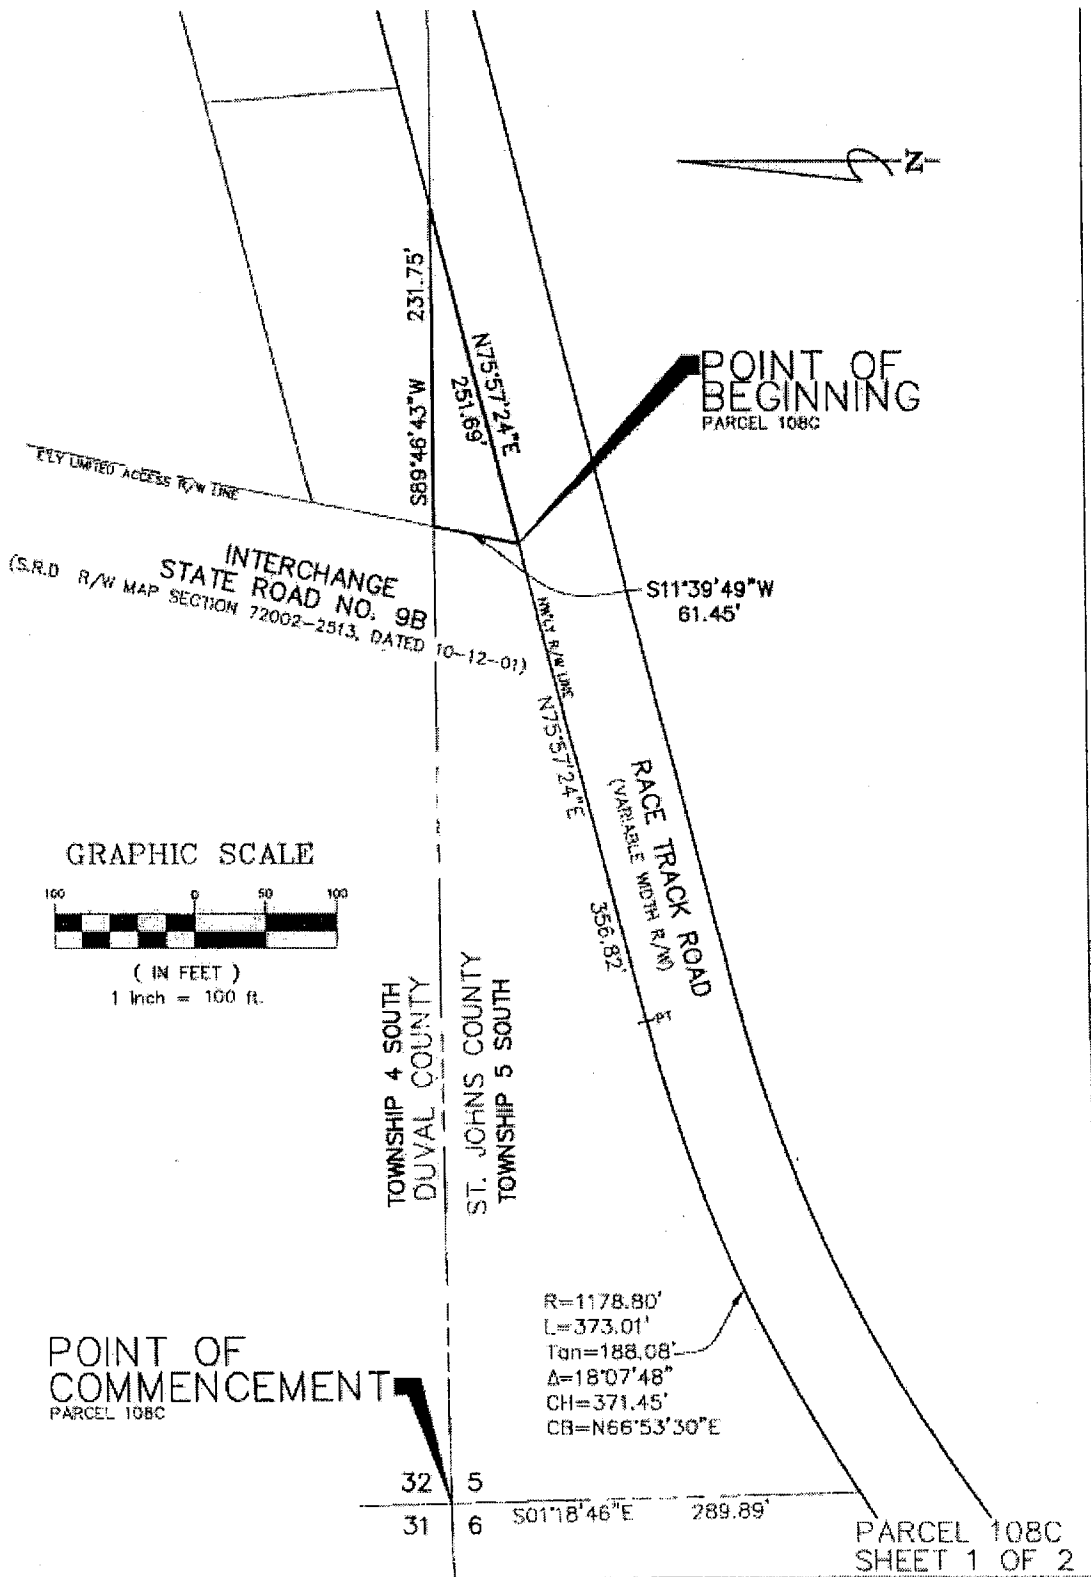 Z
231.75'
S89°46'43"W
N75°57'24"E
251.69'
POINT OF
BEGINNING
PARCEL 108C
E'LY LIMITED ACCESS R/W LINE
INTERCHANGE
STATE ROAD NO. 9B
(S.R.D R/W MAP SECTION 72002-2513, DATED 10-12-01)
S11°39'49"W
61.45'
NW'LY R/W LINE
N75°57'24"E
356.82'
RACE TRACK ROAD
(VARIABLE WIDTH R/W)
GRAPHIC SCALE
100 0 50 100
( IN FEET )
1 inch = 100 ft.
TOWNSHIP 4 SOUTH
DUVAL COUNTY
ST. JOHNS COUNTY
TOWNSHIP 5 SOUTH
R=1178.80'
L=373.01'
Tan=188.08'
Δ=18°07'48"
CH=371.45'
CB=N66°53'30"E
POINT OF
COMMENCEMENT
PARCEL 108C
32 5
31 6
S01°18'46"E 289.89'
PARCEL 108C
SHEET 1 OF 2